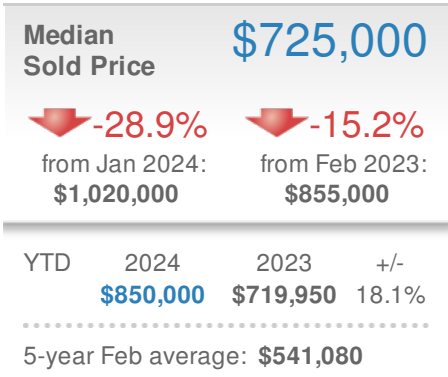 Median $725,000
Sold Price
-28.9% -15.2%
from Jan 2024: from Feb 2023:
$1,020,000 $855,000
YTD 2024 2023 +/-
$850,000 $719,950 18.1%
5-year Feb average: $541,080